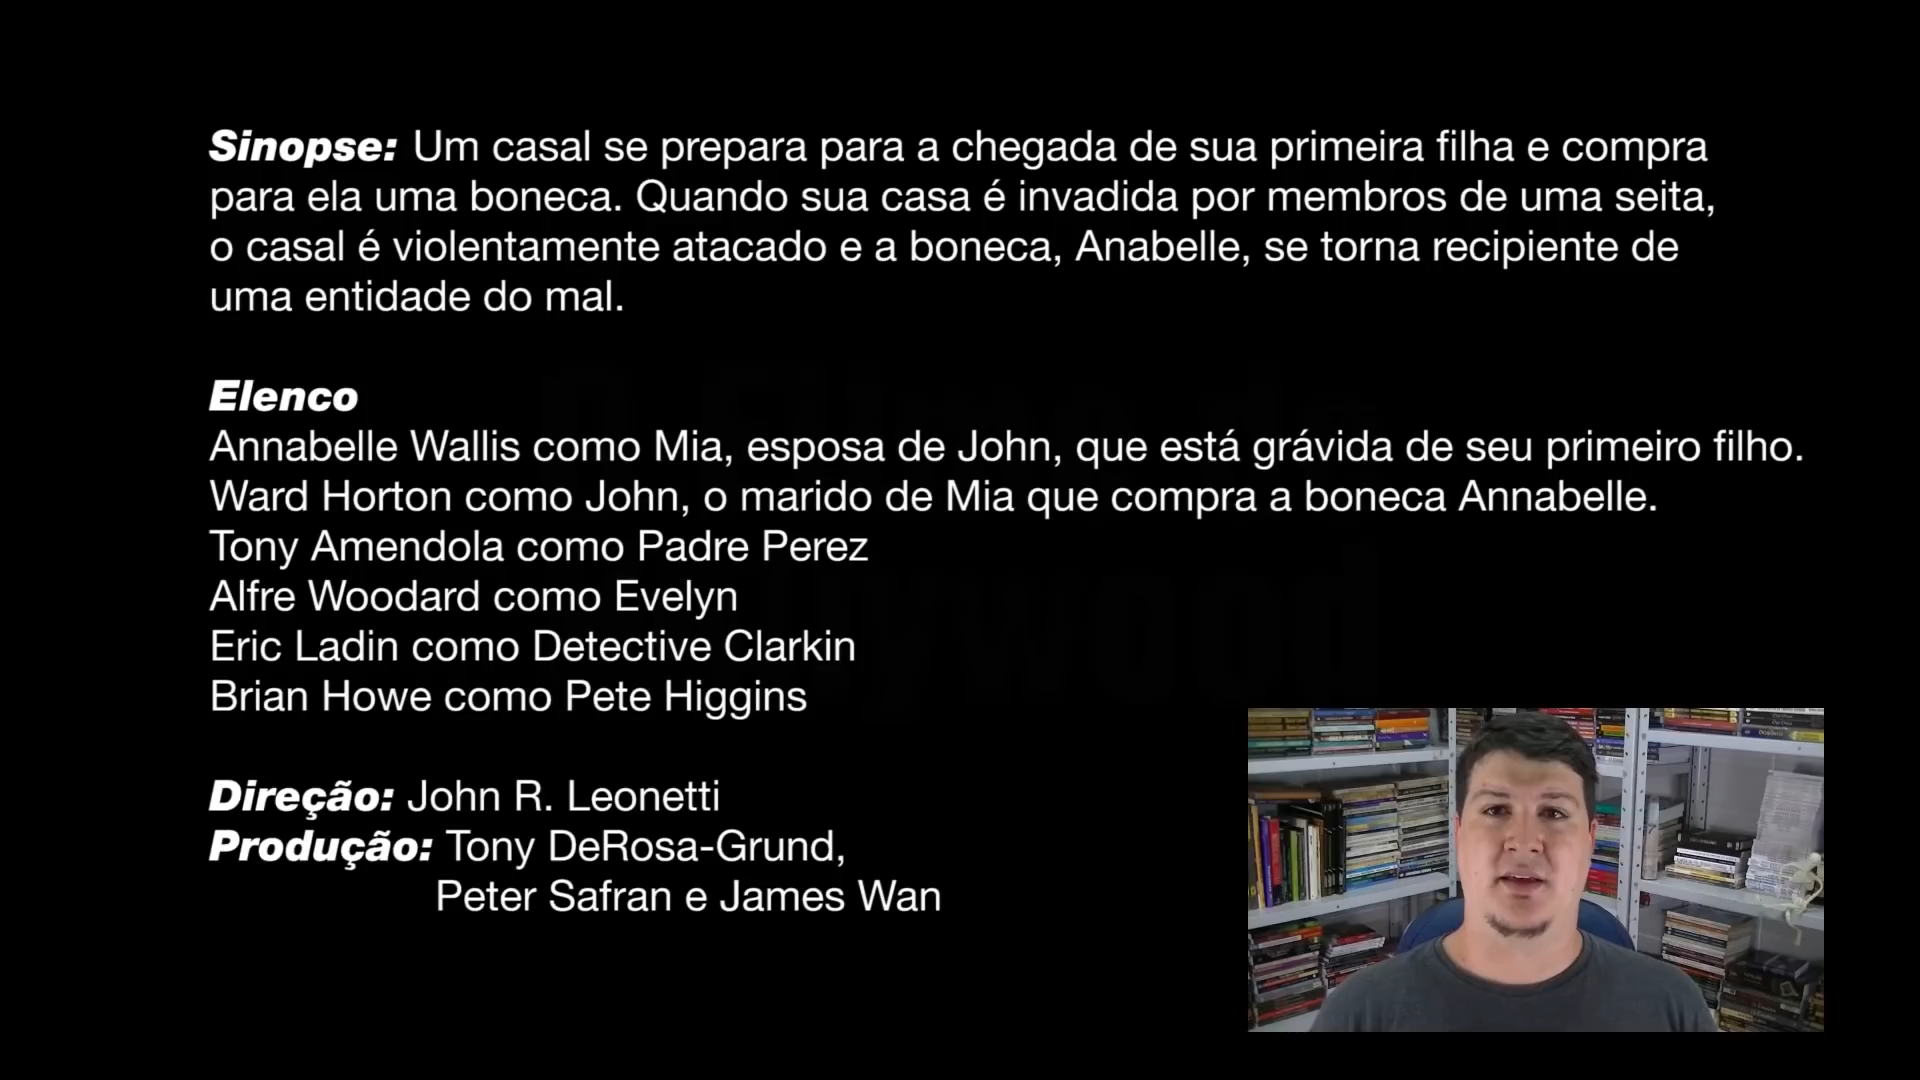 Sinopse: Um casal se prepara para a chegada de sua primeira filha e compra
para ela uma boneca. Quando sua casa é invadida por membros de uma seita,
o casal é violentamente atacado e a boneca, Anabelle, se torna recipiente de
uma entidade do mal.
Elenco
Annabelle Wallis como Mia, esposa de John, que está grávida de seu primeiro filho.
Ward Horton como John, o marido de Mia que compra a boneca Annabelle.
Tony Amendola como Padre Perez
Alfre Woodard como Evelyn
Eric Ladin como Detective Clarkin
Brian Howe como Pete Higgins
Direção: John R. Leonetti
Produção: Tony DeRosa-Grund,
Peter Safran e James Wan